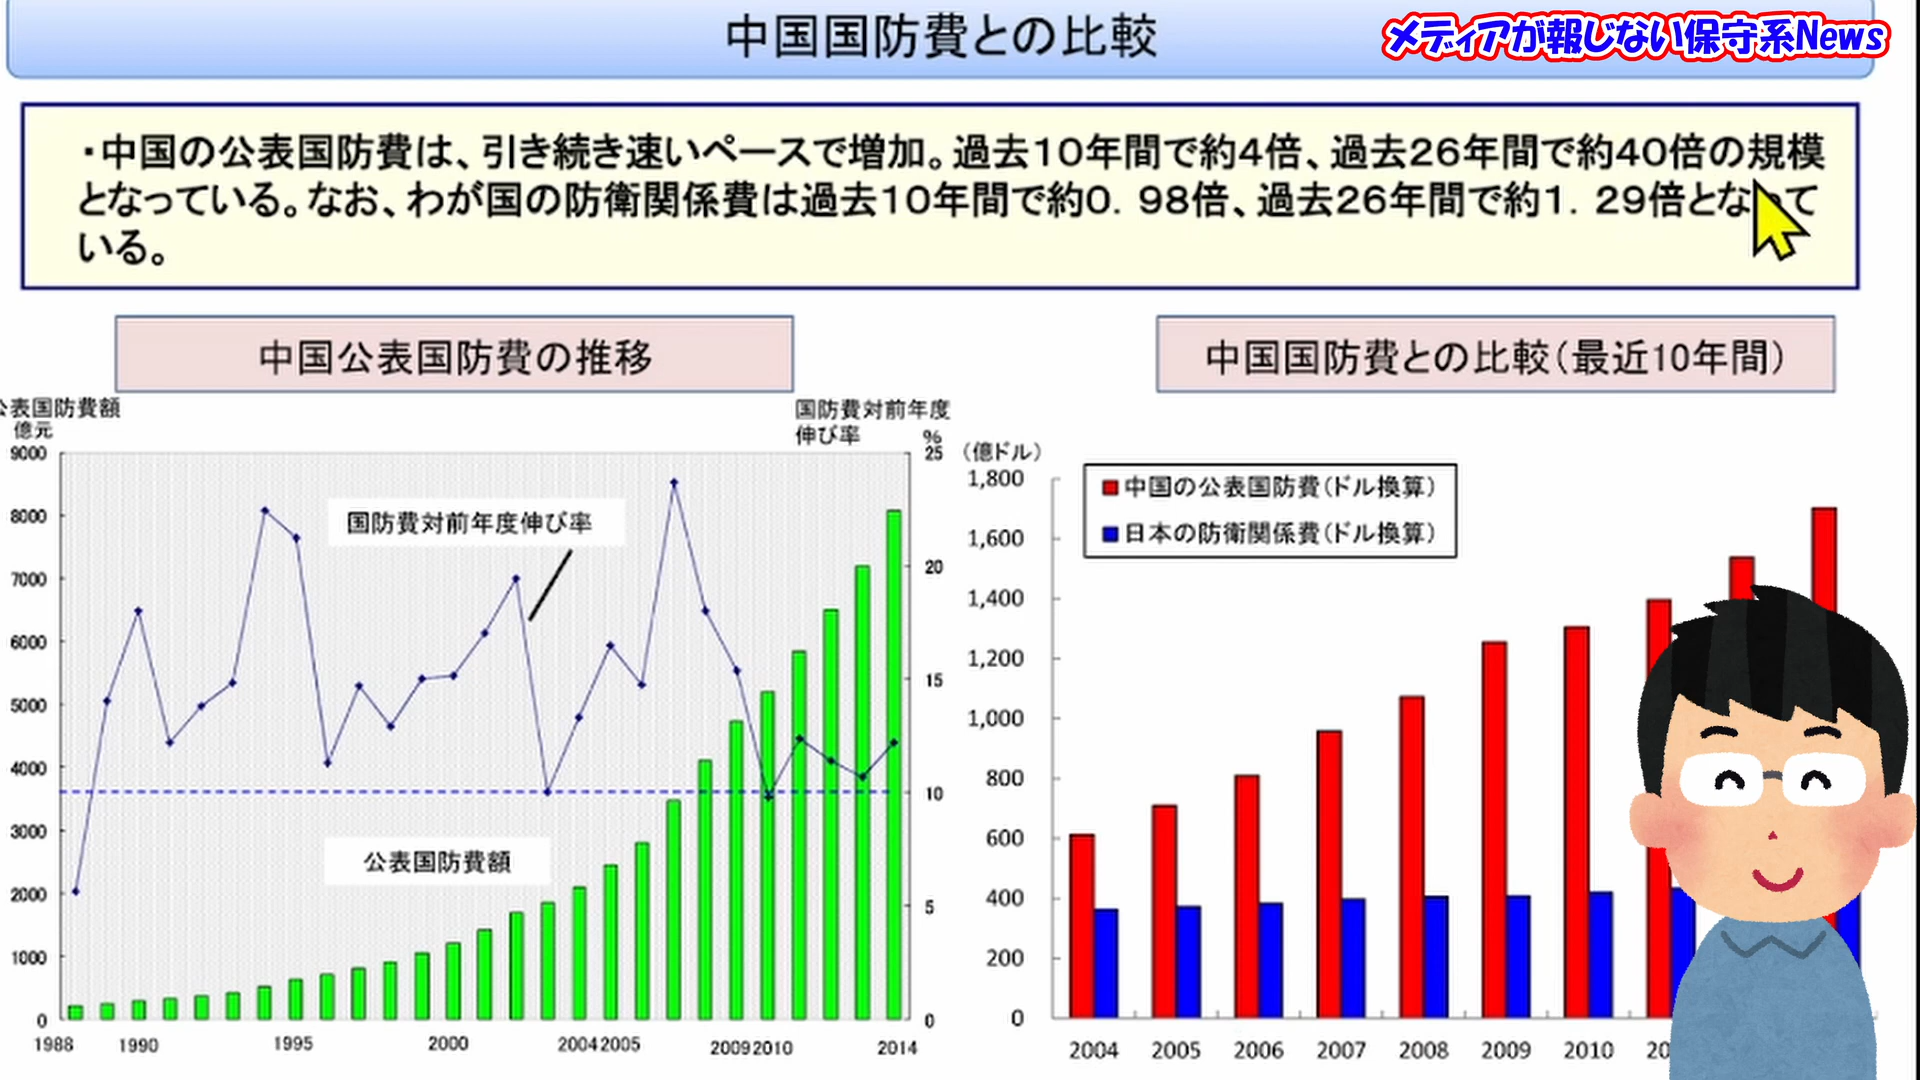 中国国防費との比較
メディアが報じない保守系News
・中国の公表国防費は、引き続き速いペースで増加。過去10年間で約4倍、過去26年間で約40倍の規模
となっている。なお、わが国の防衛関係費は過去10年間で約0．98倍、過去26年間で約1．29倍となって
いる。
中国公表国防費の推移
公表国防費額
億元
国防費対前年度
伸び率
%
9000
8000
7000
6000
5000
4000
3000
2000
1000
0
25
20
15
10
5
0
国防費対前年度伸び率
公表国防費額
1988 1990 1995 2000 2004 2005 2009 2010 2014
中国国防費との比較（最近10年間）
（億ドル）
1,800
1,600
1,400
1,200
1,000
800
600
400
200
0
中国の公表国防費（ドル換算）
日本の防衛関係費（ドル換算）
2004 2005 2006 2007 2008 2009 2010